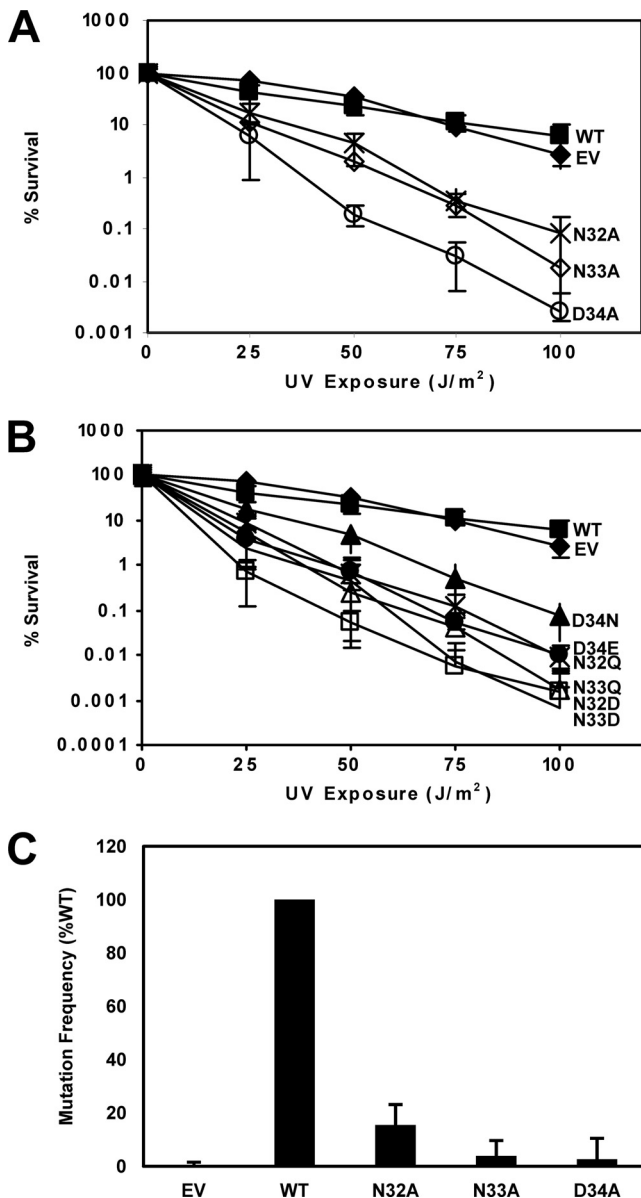 A
1000
100
10
1
0.1
0.01
0.001
% Survival
WT
EV
N32A
N33A
D34A
0 25 50 75 100
UV Exposure (J/m²)
B
1000
100
10
1
0.1
0.01
0.001
0.0001
% Survival
WT
EV
D34N
D34E
N32Q
N33Q
N32D
N33D
0 25 50 75 100
UV Exposure (J/m²)
C
120
100
80
60
40
20
0
Mutation Frequency (%WT)
EV WT N32A N33A D34A